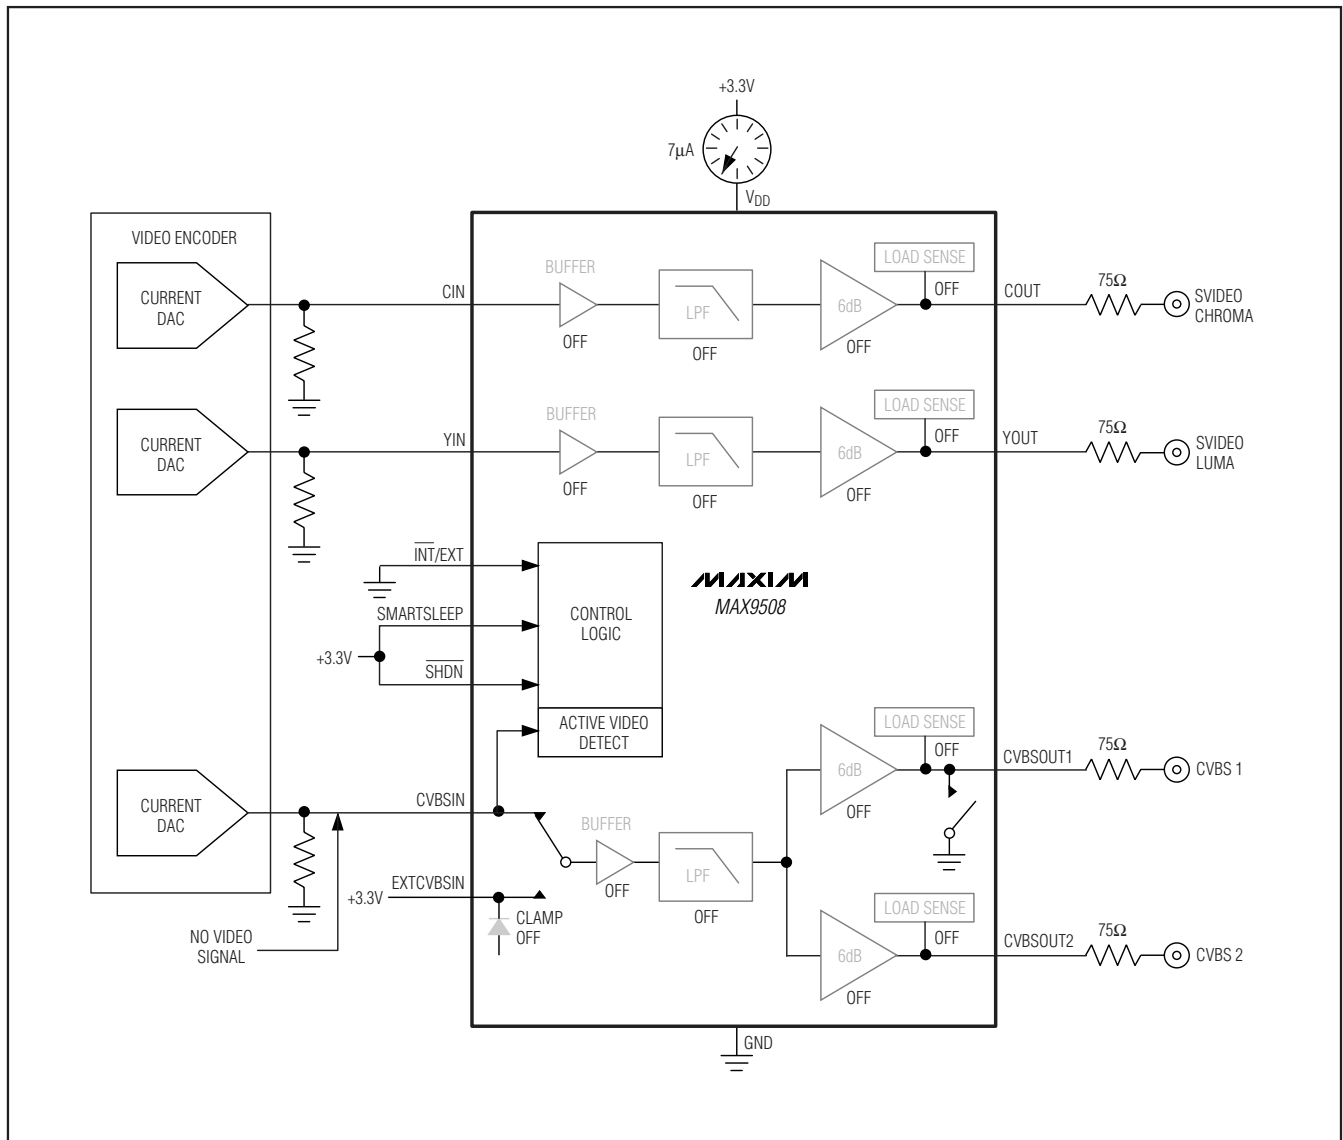 +3.3V
7µA
VDD
VIDEO ENCODER
CURRENT
DAC
CIN
BUFFER
OFF
LPF
OFF
6dB
OFF
LOAD SENSE
OFF
COUT
75Ω
SVIDEO
CHROMA
CURRENT
DAC
YIN
BUFFER
OFF
LPF
OFF
6dB
OFF
LOAD SENSE
OFF
YOUT
75Ω
SVIDEO
LUMA
INT/EXT
SMARTSLEEP
+3.3V
SHDN
CONTROL
LOGIC
ACTIVE VIDEO
DETECT
MAXIM
MAX9508
CURRENT
DAC
CVBSIN
BUFFER
OFF
LPF
OFF
6dB
OFF
LOAD SENSE
OFF
CVBSOUT1
75Ω
CVBS 1
+3.3V
EXTCVBSIN
CLAMP
OFF
NO VIDEO
SIGNAL
6dB
OFF
LOAD SENSE
OFF
CVBSOUT2
75Ω
CVBS 2
GND